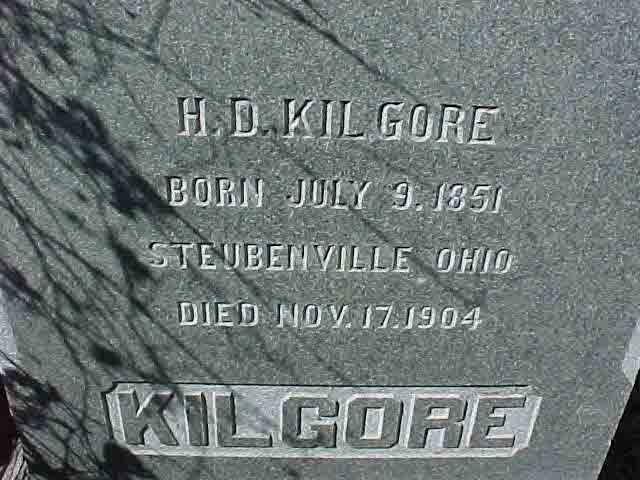 H. D. KILGORE
BORN JULY 9. 1851
STEUBENVILLE OHIO
DIED NOV. 17. 1904
KILGORE